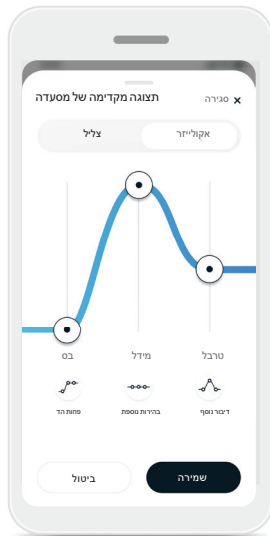 תצוגה מקדימה של מסעדה
סגירה ×
צליל
אקולייזר
בס
מידל
טרבל
פחות הד
בהירות נוספת
דיבור נוסף
ביטול
שמירה